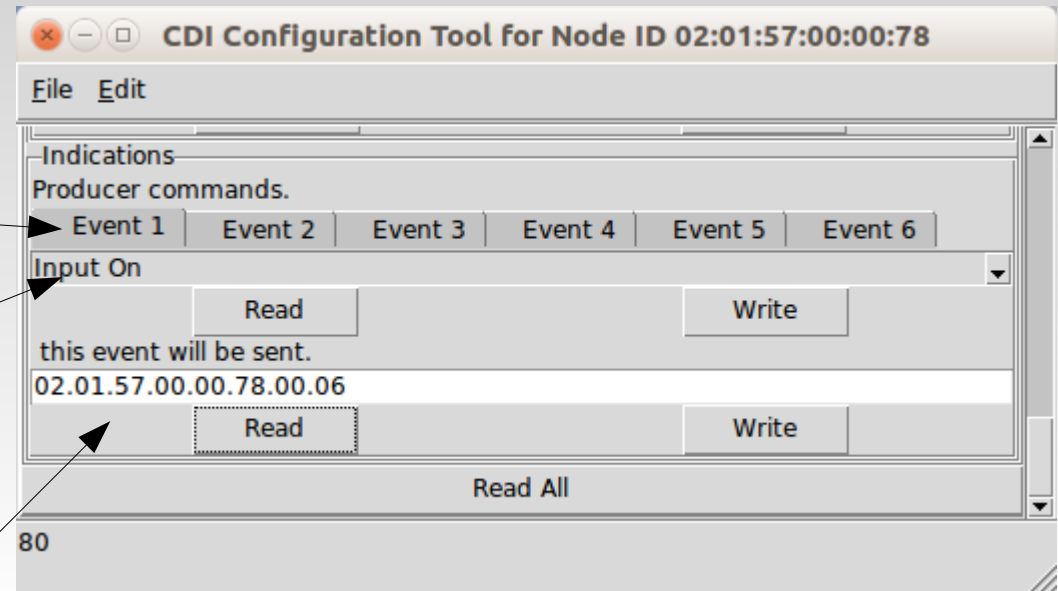 CDI Configuration Tool for Node ID 02:01:57:00:00:78
File Edit
Indications
Producer commands.
Event 1 Event 2 Event 3 Event 4 Event 5 Event 6
Input On
Read Write
this event will be sent.
02.01.57.00.00.78.00.06
Read Write
Read All
80